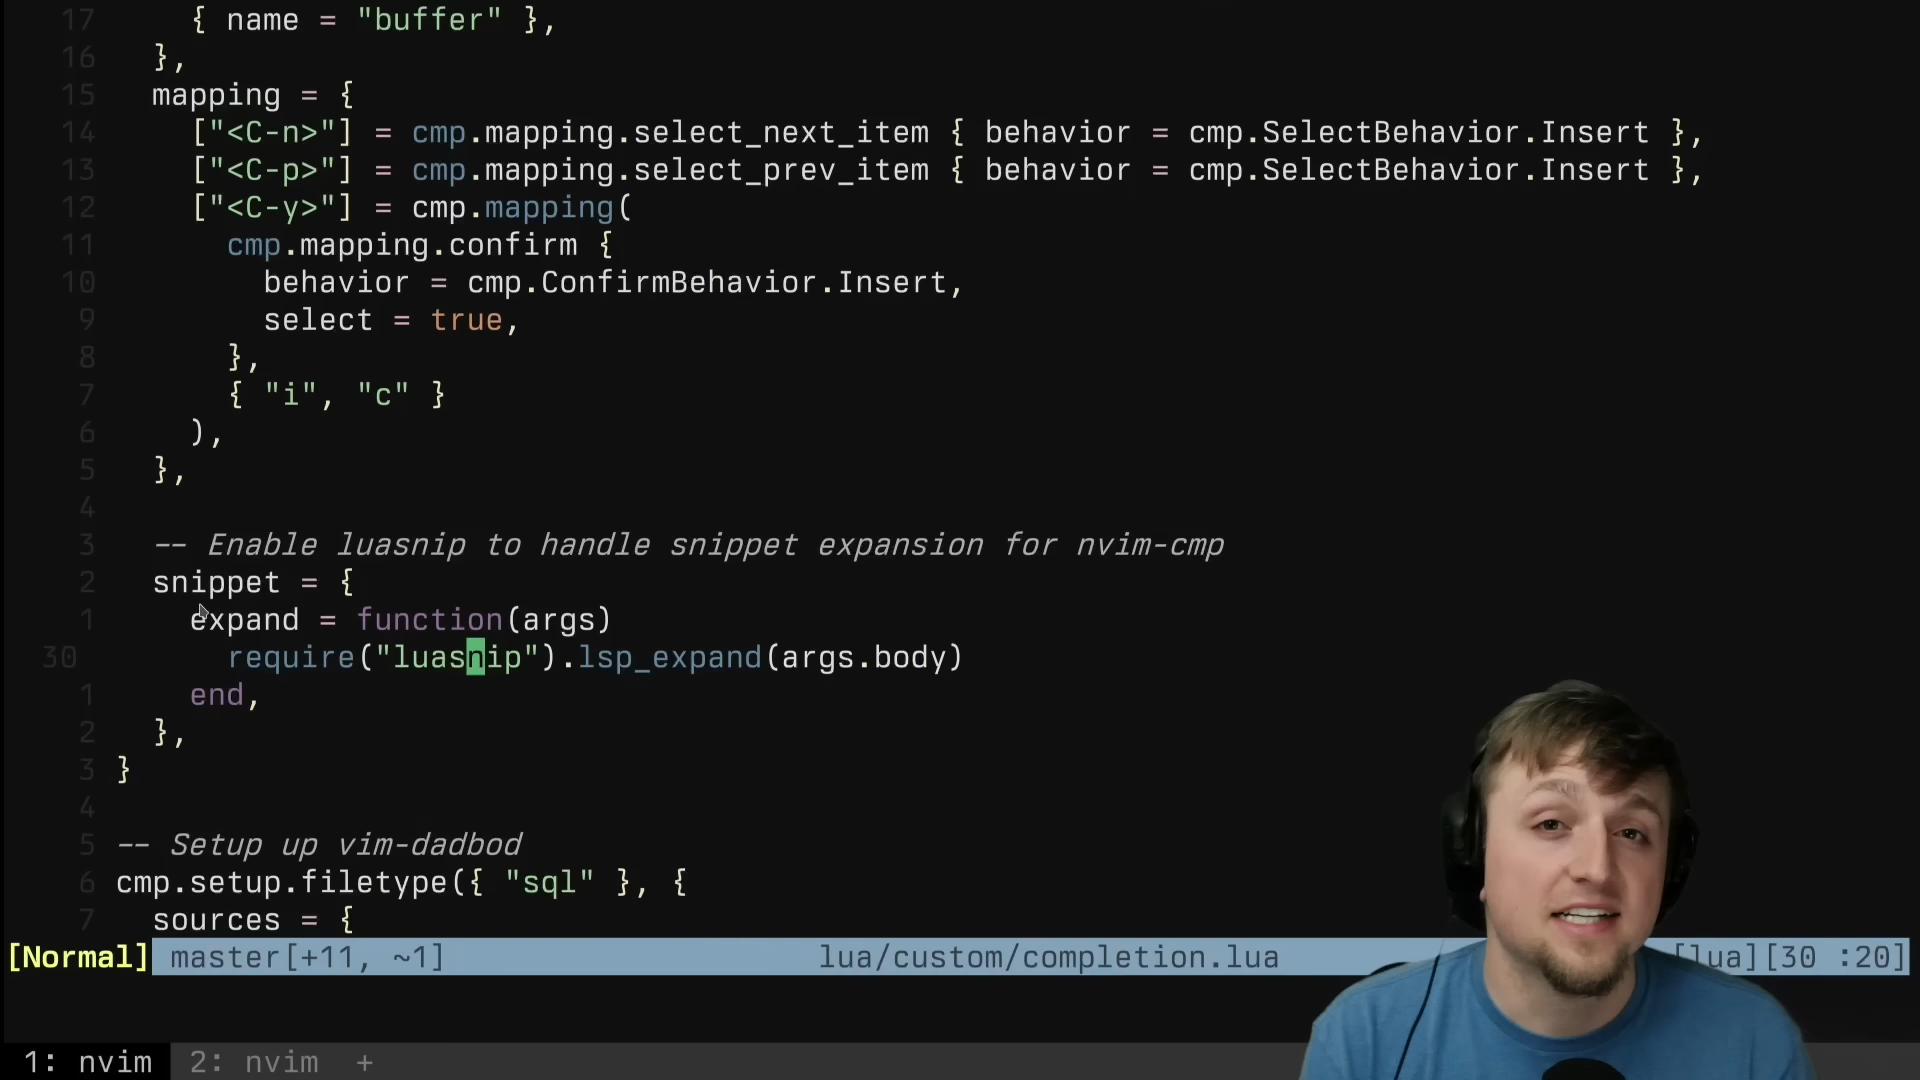 17 { name = "buffer" },
16 },
15 mapping = {
14 ["<C-n>"] = cmp.mapping.select_next_item { behavior = cmp.SelectBehavior.Insert },
13 ["<C-p>"] = cmp.mapping.select_prev_item { behavior = cmp.SelectBehavior.Insert },
12 ["<C-y>"] = cmp.mapping(
11 cmp.mapping.confirm {
10 behavior = cmp.ConfirmBehavior.Insert,
9 select = true,
8 },
7 { "i", "c" }
6 ),
5 },
4
3 -- Enable luasnip to handle snippet expansion for nvim-cmp
2 snippet = {
1 expand = function(args)
30 require("luasnip").lsp_expand(args.body)
1 end,
2 },
3 }
4
5 -- Setup up vim-dadbod
6 cmp.setup.filetype({ "sql" }, {
7 sources = {
[Normal] master[+11, ~1] lua/custom/completion.lua [lua][30 :20]
1: nvim 2: nvim +